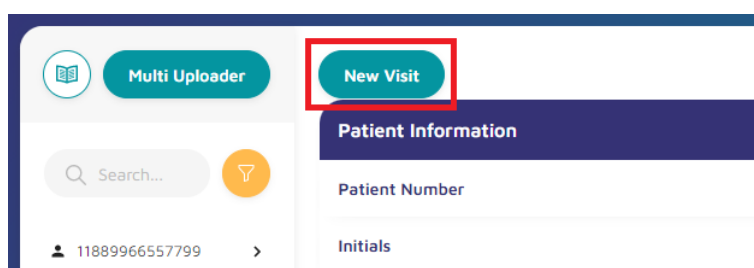 Multi Uploader
New Visit
Patient Information
Search...
Patient Number
11889966557799
Initials